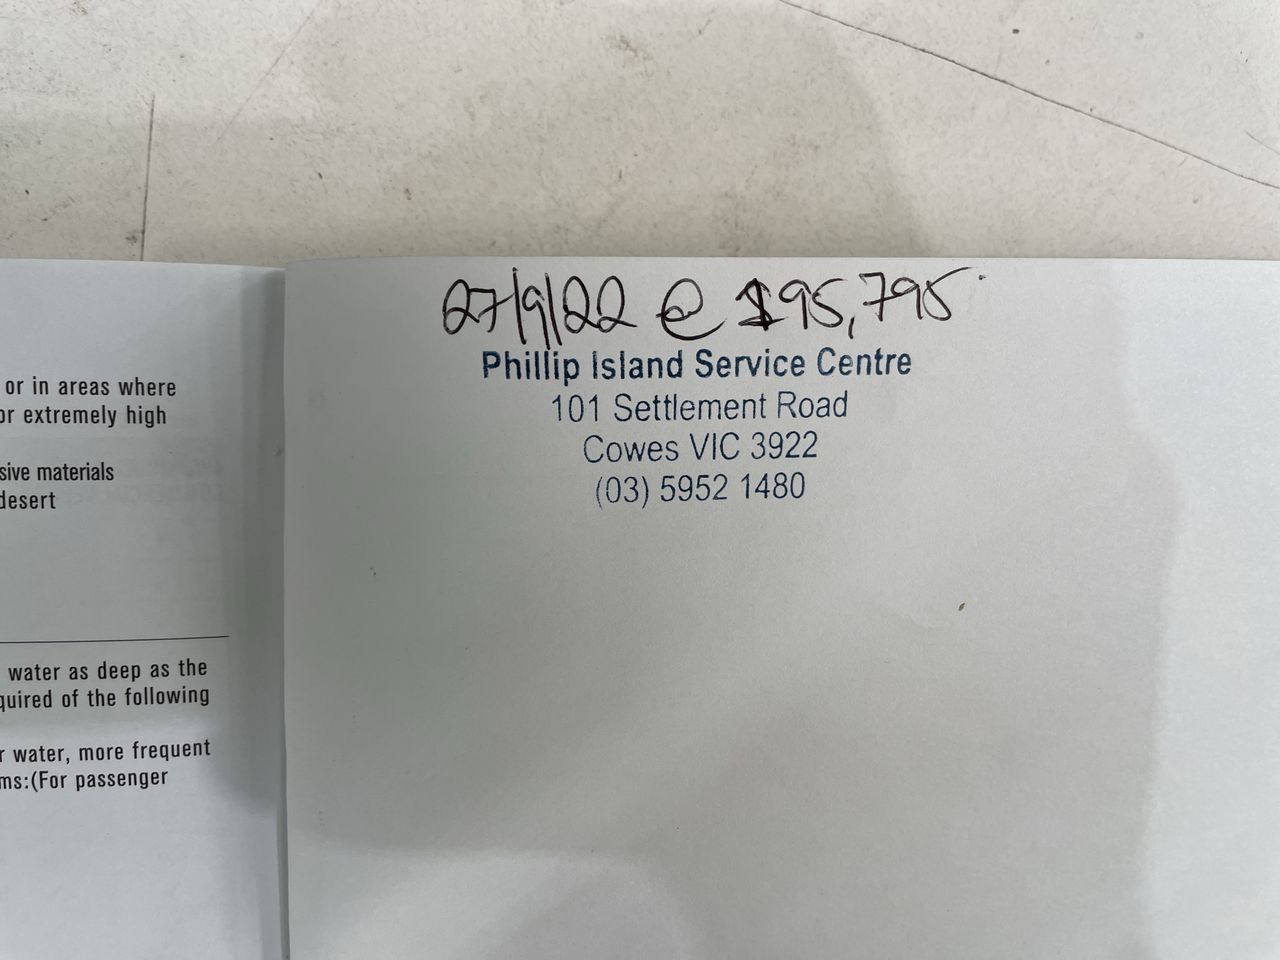 or in areas where
or extremely high
sive materials
desert
water as deep as the
quired of the following
r water, more frequent
ms:(For passenger
27/9/22 @ $95,795
Phillip Island Service Centre
101 Settlement Road
Cowes VIC 3922
(03) 5952 1480